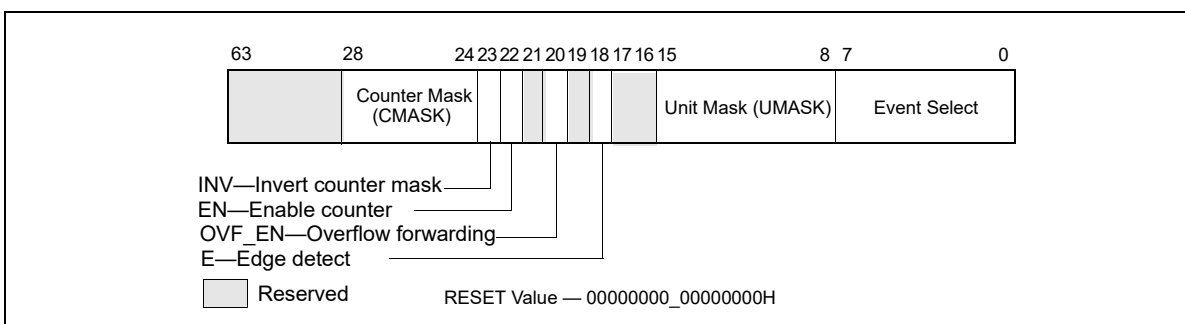 63 28 24 23 22 21 20 19 18 17 16 15 8 7 0
Counter Mask
(CMASK)
Unit Mask (UMASK)
Event Select
INV—Invert counter mask
EN—Enable counter
OVF_EN—Overflow forwarding
E—Edge detect
Reserved
RESET Value — 00000000_00000000H